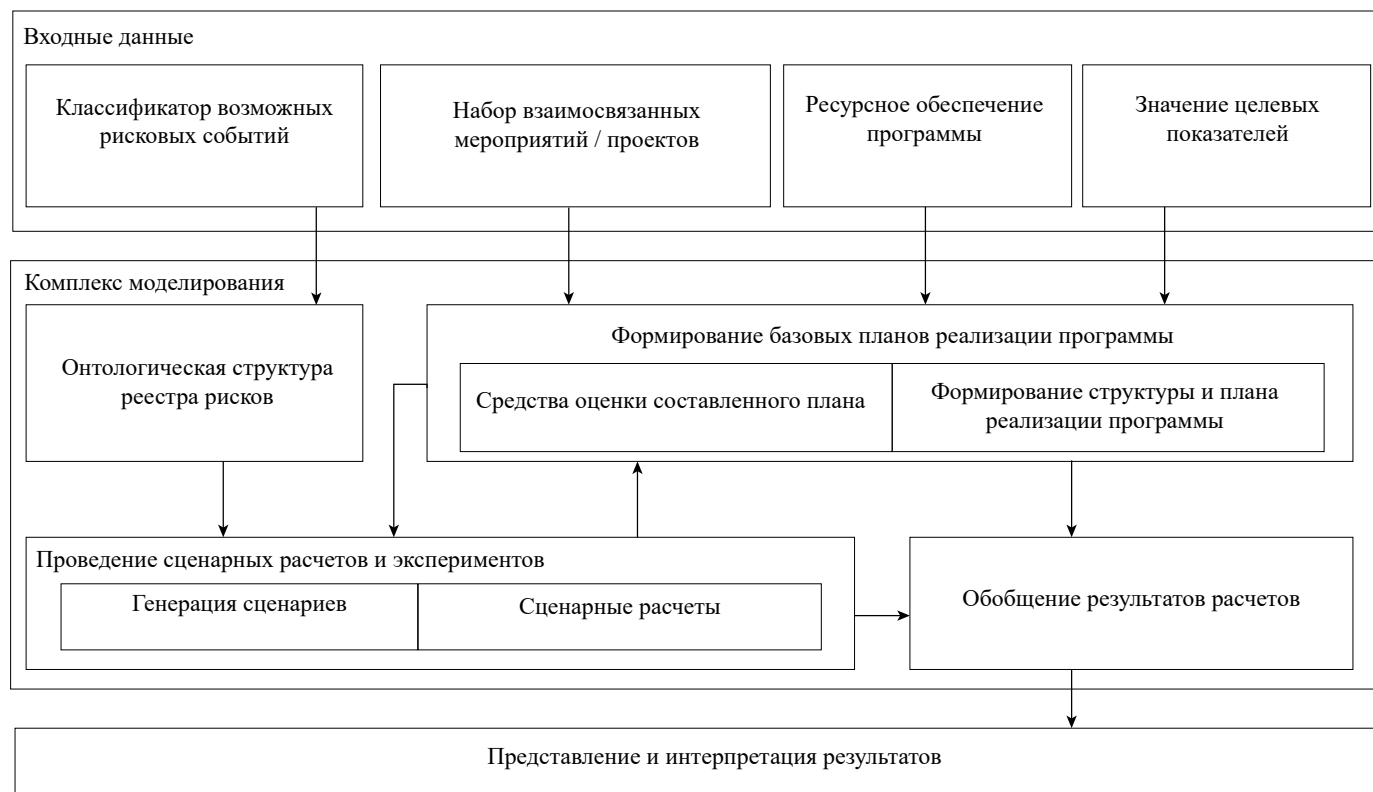 Входные данные
Классификатор возможных
рисковых событий
Набор взаимосвязанных
мероприятий / проектов
Ресурсное обеспечение
программы
Значение целевых
показателей
Комплекс моделирования
Онтологическая структура
реестра рисков
Формирование базовых планов реализации программы
Средства оценки составленного плана
Формирование структуры и плана
реализации программы
Проведение сценарных расчетов и экспериментов
Генерация сценариев
Сценарные расчеты
Обобщение результатов расчетов
Представление и интерпретация результатов